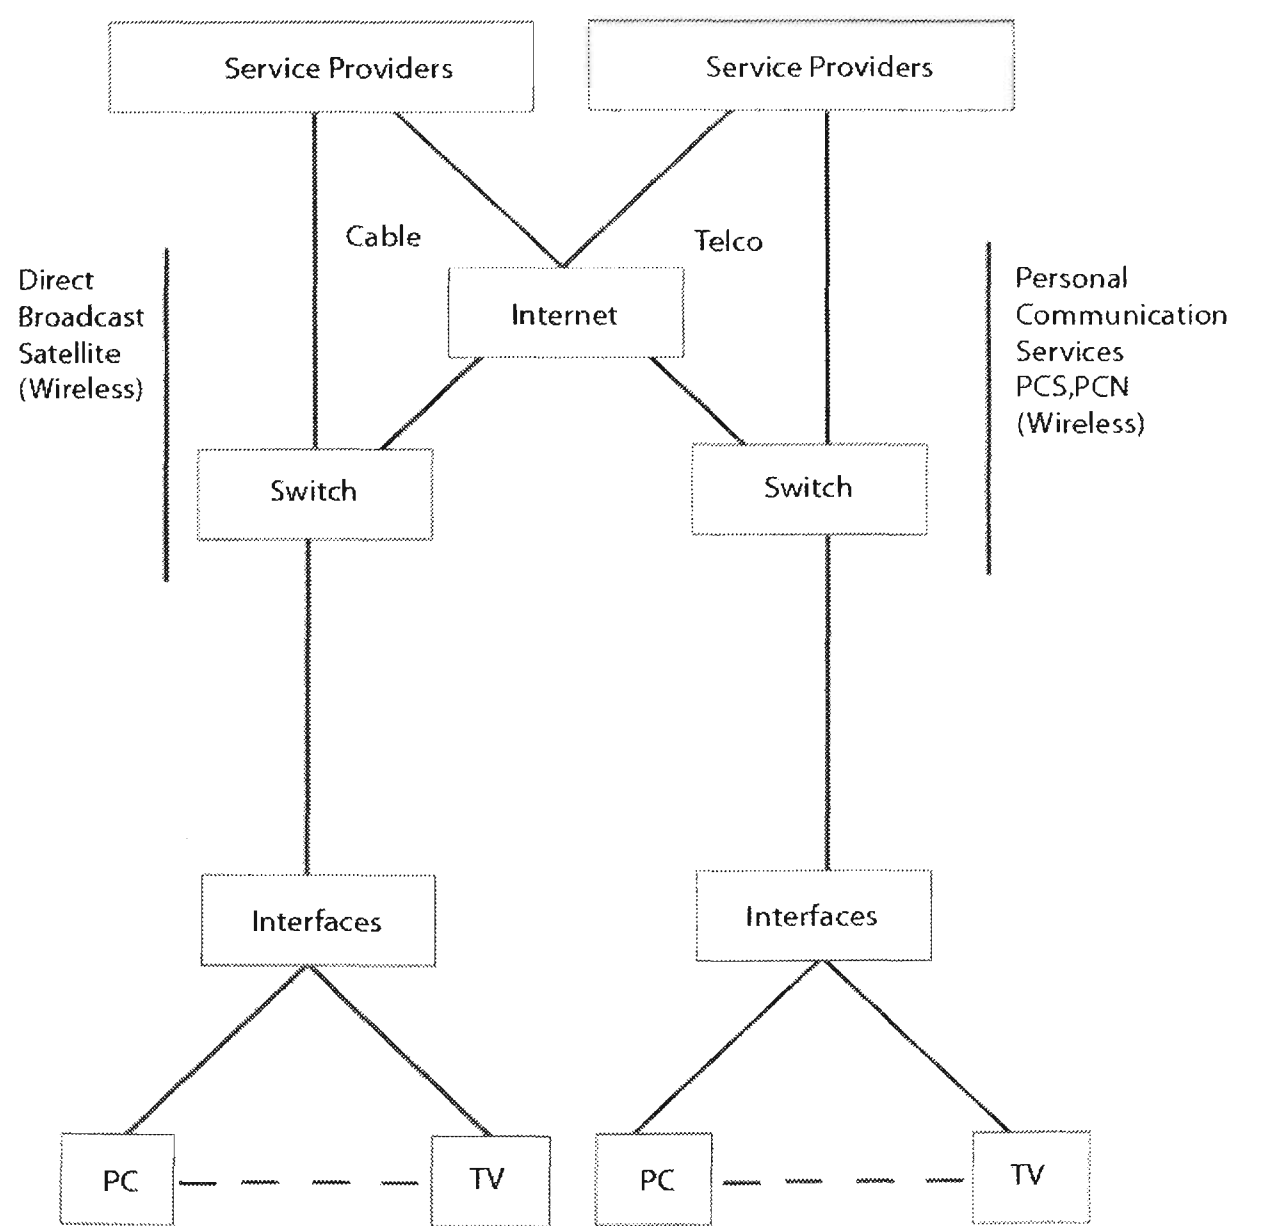 Service Providers
Service Providers
Cable
Telco
Direct
Broadcast
Satellite
(Wireless)
Internet
Personal
Communication
Services
PCS,PCN
(Wireless)
Switch
Switch
Interfaces
Interfaces
PC
TV
PC
TV